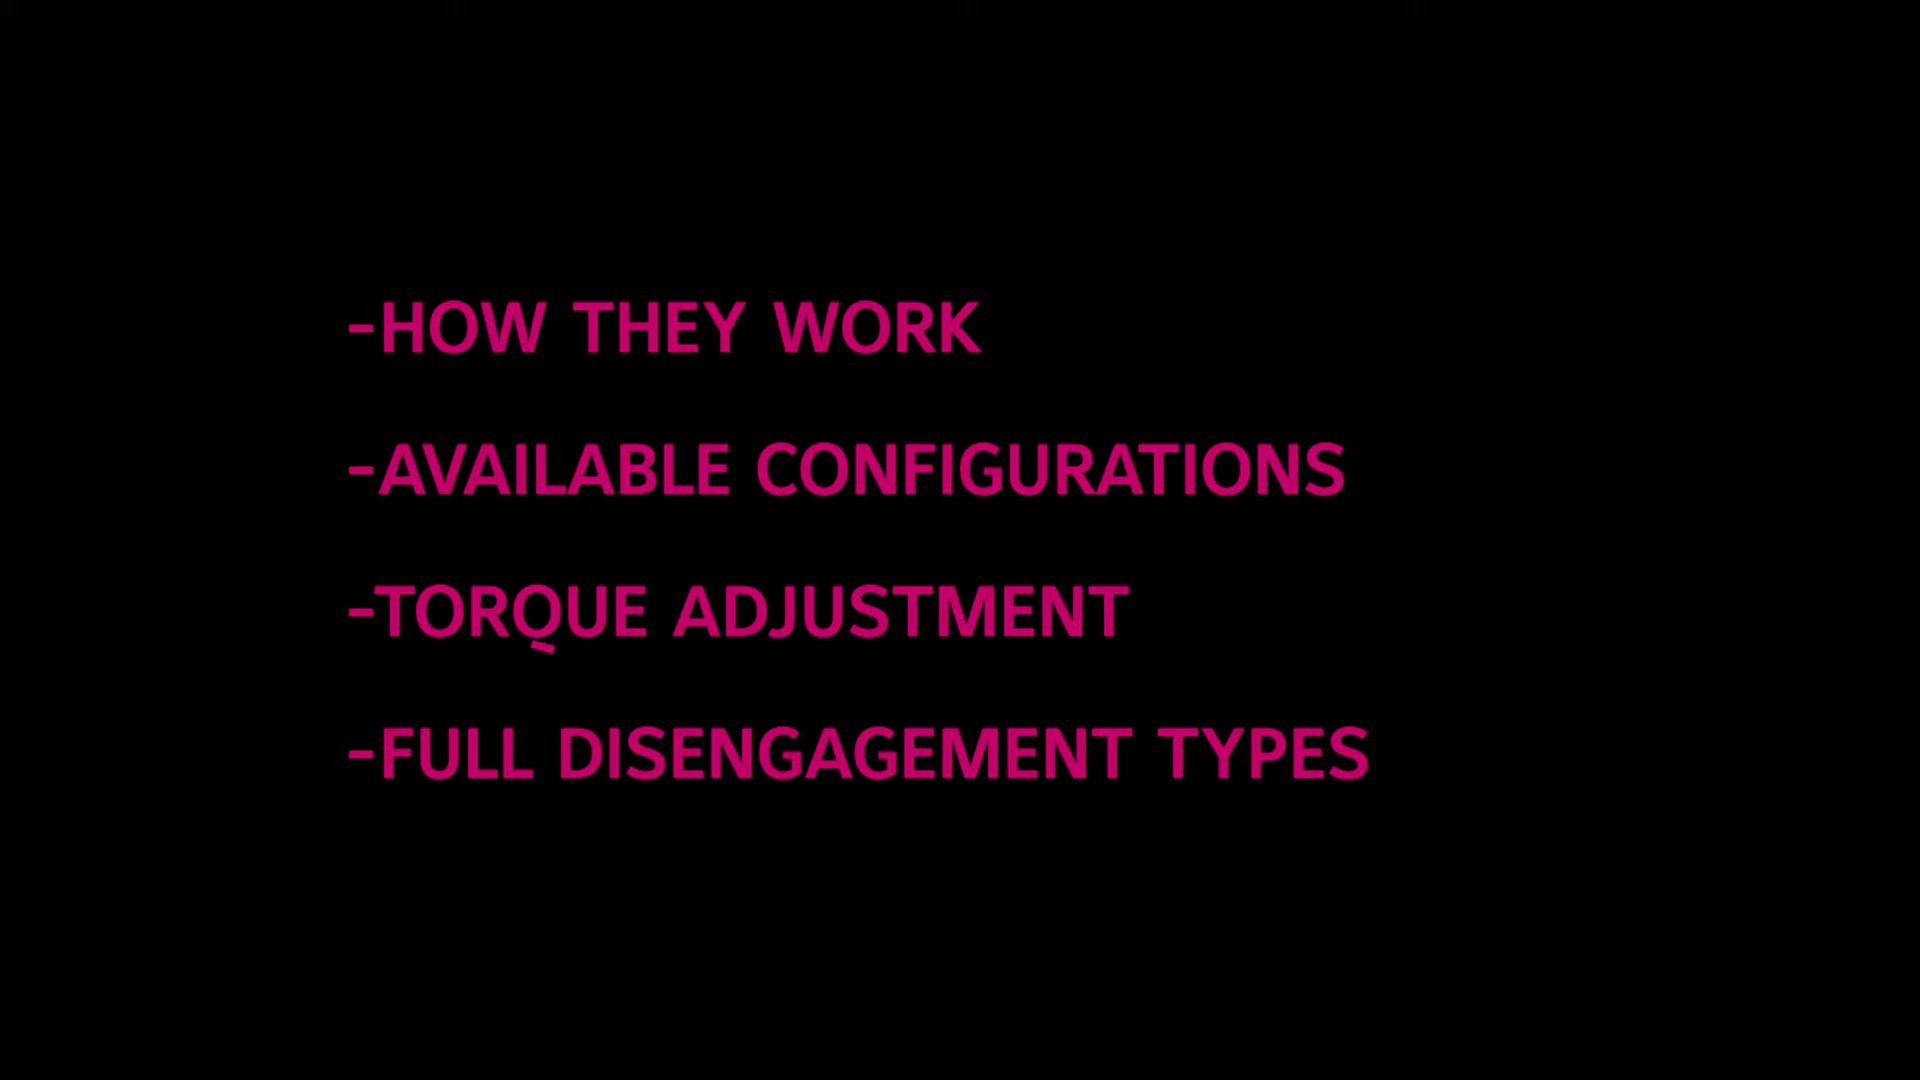 -HOW THEY WORK
-AVAILABLE CONFIGURATIONS
-TORQUE ADJUSTMENT
-FULL DISENGAGEMENT TYPES